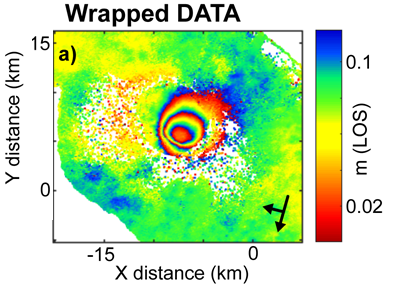 Wrapped DATA
a)
15
0
Y distance (km)
-15
0
X distance (km)
0.1
0.02
m (LOS)